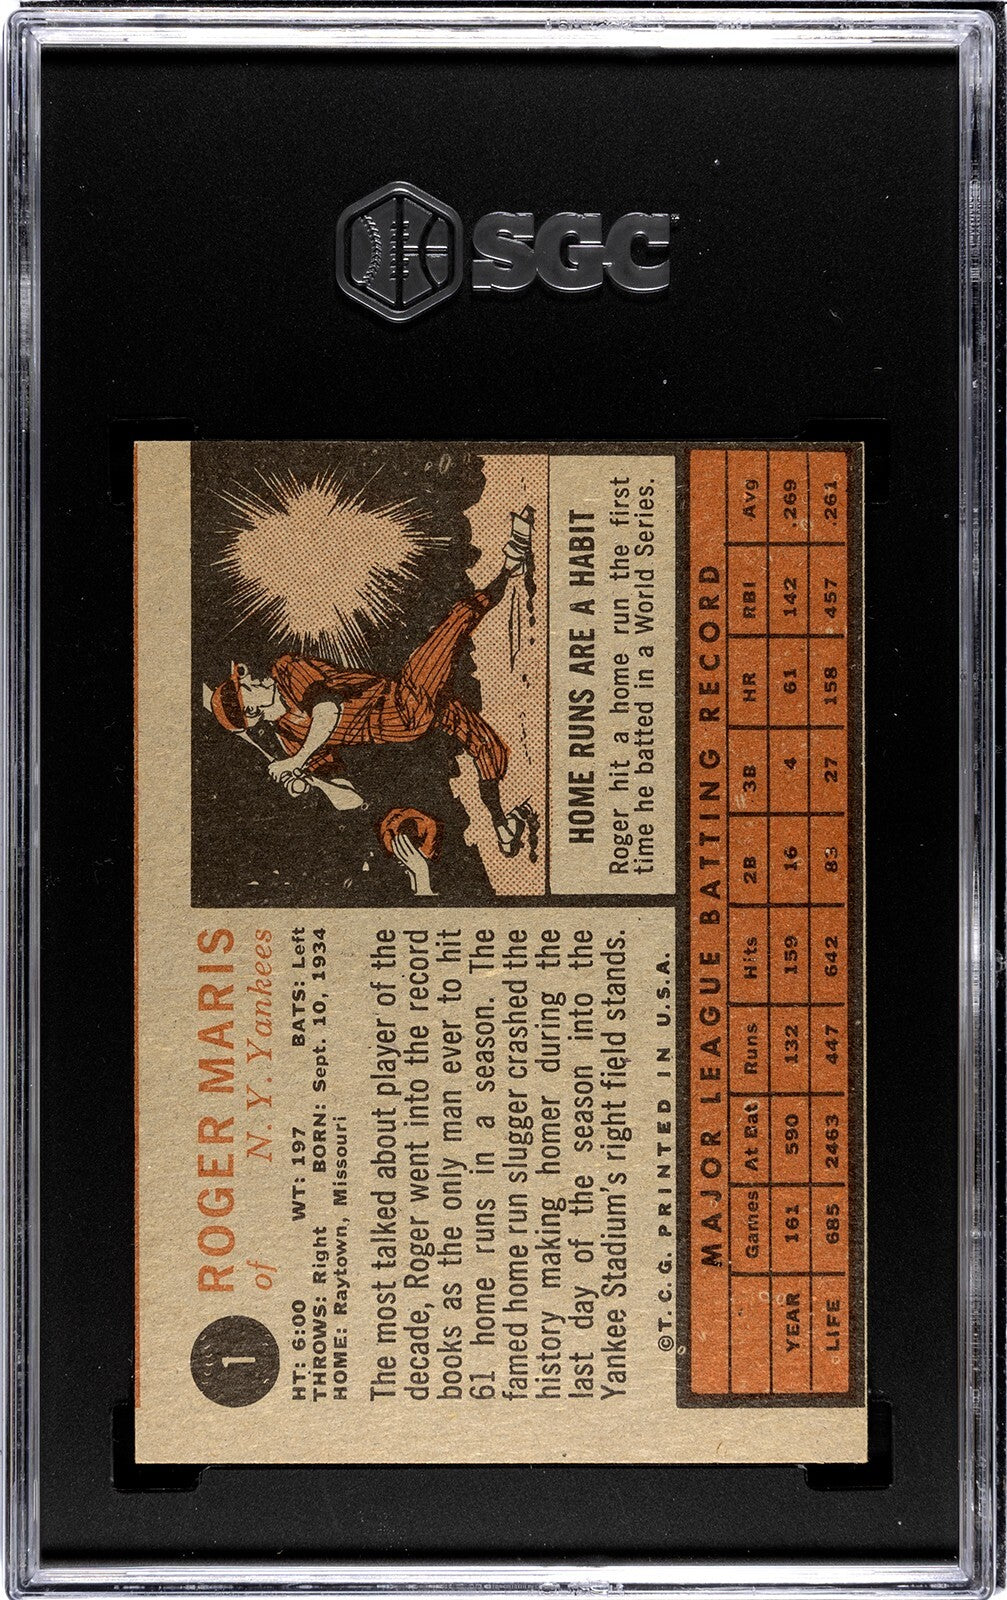 SGC
1
ROGER MARIS
of N. Y. Yankees
HT: 6:00 WT: 197 BATS: Left
THROWS: Right BORN: Sept. 10, 1934
HOME: Raytown, Missouri
The most talked about player of the
decade, Roger went into the record
books as the only man ever to hit
61 home runs in a season. The
famed home run slugger crashed the
history making homer during the
last day of the season into the
Yankee Stadium's right field stands.
©T. C. G. PRINTED IN U.S.A.
HOME RUNS ARE A HABIT
Roger hit a home run the first
time he batted in a World Series.
MAJOR LEAGUE BATTING RECORD
Games At Bat Runs Hits 2B 3B HR RBI Avg
YEAR 161 590 132 159 16 4 61 142 .269
LIFE 685 2463 447 642 83 27 158 457 .261